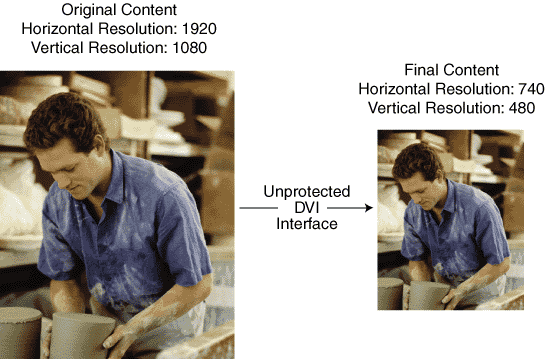 Original Content
Horizontal Resolution: 1920
Vertical Resolution: 1080
Final Content
Horizontal Resolution: 740
Vertical Resolution: 480
Unprotected
DVI
Interface